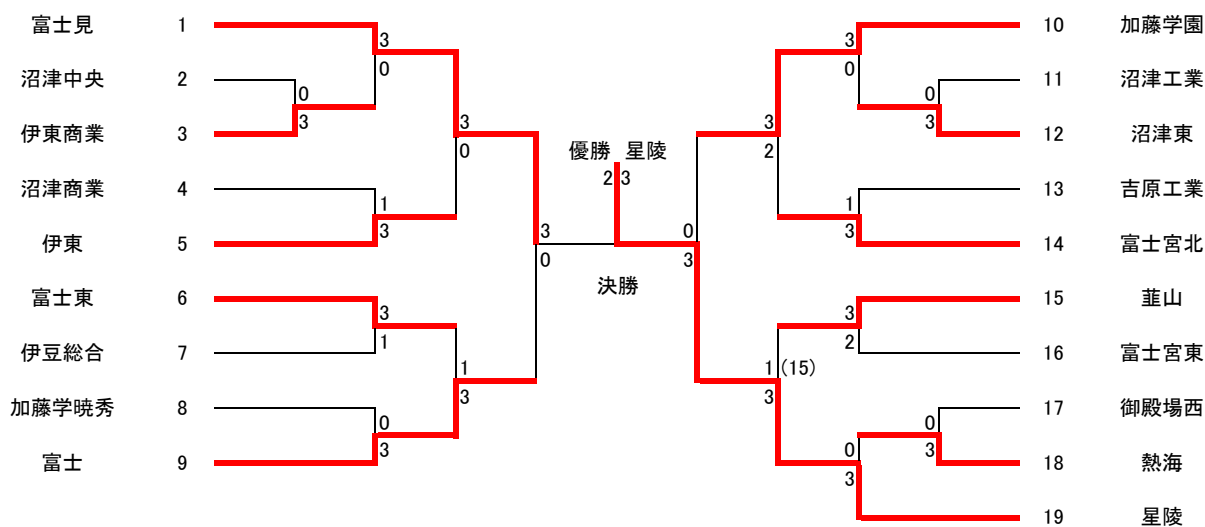 富士見 1
沼津中央 2
伊東商業 3
沼津商業 4
伊東 5
富士東 6
伊豆総合 7
加藤学暁秀 8
富士 9
3
0
0
3
1
3
3
1
0
3
3
0
1
3
3
0
優勝 星陵
2 3
決勝
0
3
3
2
1 (15)
3
3
0
0
3
1
3
3
2
0
3
0
3
10 加藤学園
11 沼津工業
12 沼津東
13 吉原工業
14 富士宮北
15 韮山
16 富士宮東
17 御殿場西
18 熱海
19 星陵